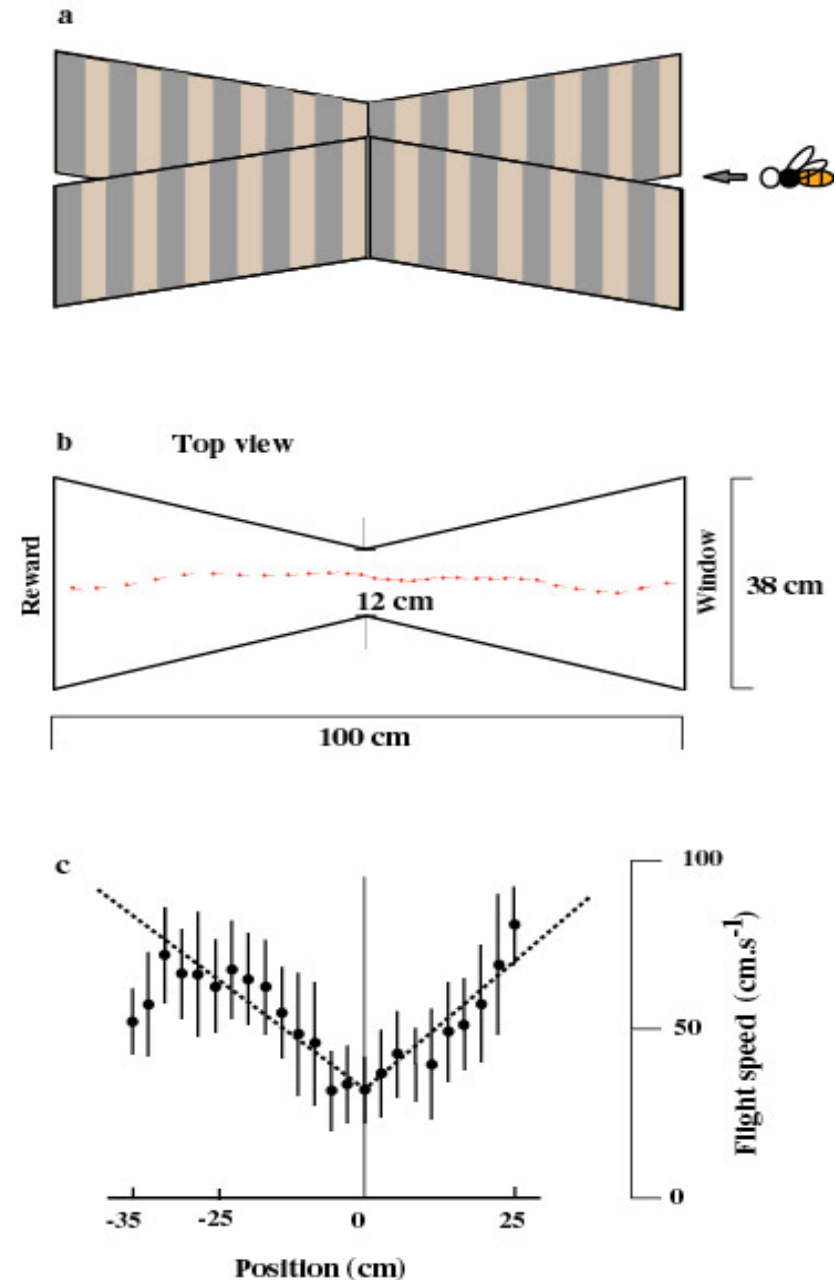 a
b Top view
Reward
Window
12 cm
38 cm
100 cm
c
100
50
0
Flight speed (cm.s-1)
-35 -25 0 25
Position (cm)